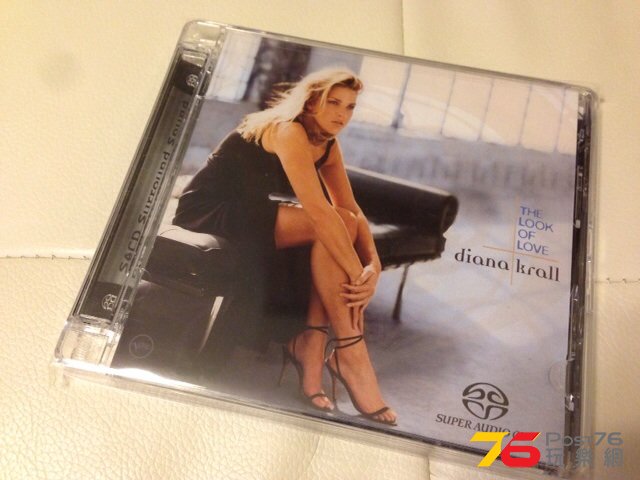 SACD Surround Sound
THE
LOOK
OF
LOVE
diana krall
SUPER AUDIO
76 Post76
玩樂網